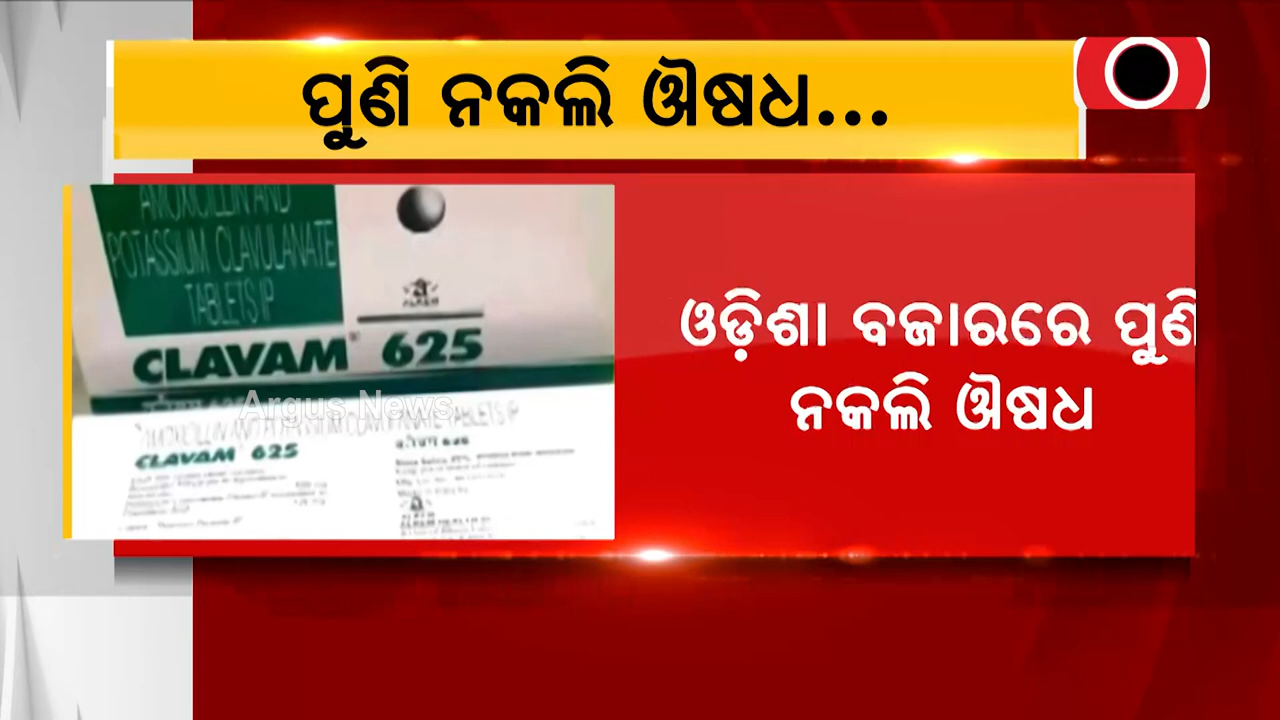 ପୁଣି ନକଲି ଔଷଧ...
AMOXICILLIN AND
POTASSIUM CLAVULANATE
TABLETS IP
CLAVAM® 625
Argus News
CLAVAM 625
ଓଡ଼ିଶା ବଜାରରେ ପୁଣି
ନକଲି ଔଷଧ